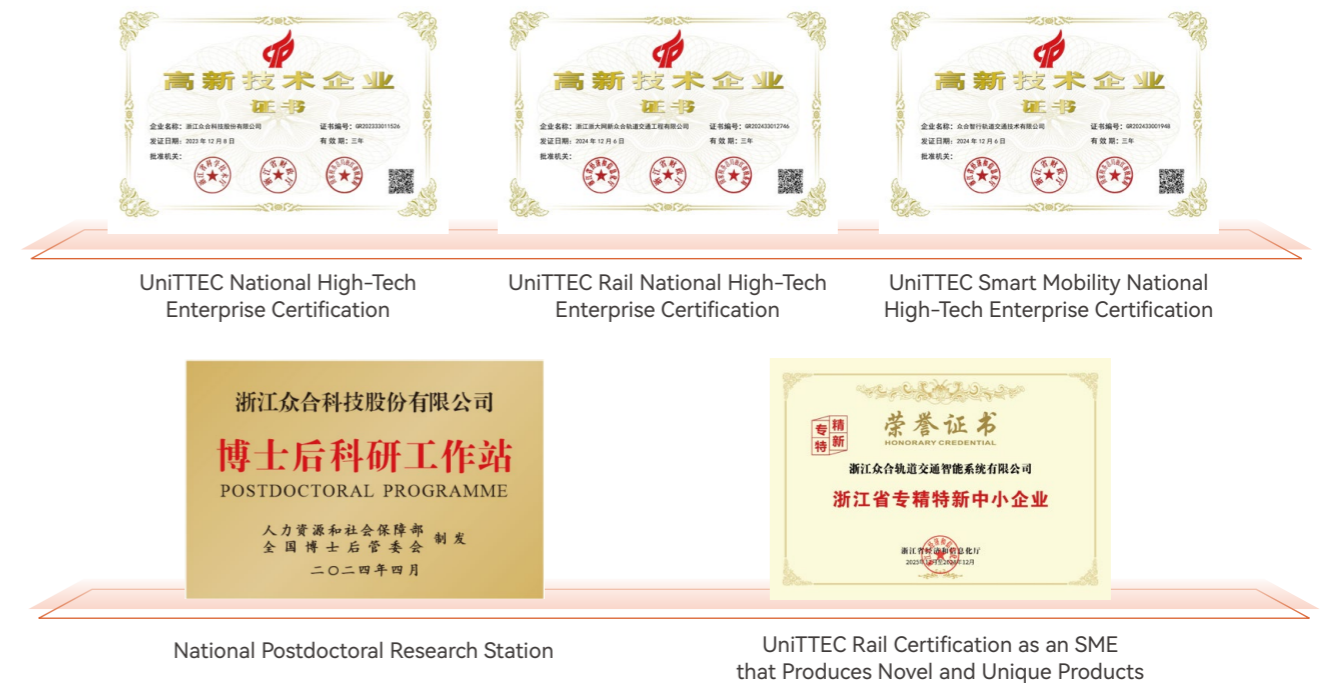 高新技术企业
证书
企业名称：浙江众合科技股份有限公司
证书编号：GR202333011526
发证日期：2023年12月8日
有效期：三年
批准机关：
高新技术企业
证书
企业名称：浙江浙大网新众合轨道交通工程有限公司
证书编号：GR202433012746
发证日期：2024年12月6日
有效期：三年
批准机关：
高新技术企业
证书
企业名称：众合智行轨道交通技术有限公司
证书编号：GR202433001948
发证日期：2024年12月6日
有效期：三年
批准机关：
UniTTEC National High-Tech
Enterprise Certification
UniTTEC Rail National High-Tech
Enterprise Certification
UniTTEC Smart Mobility National
High-Tech Enterprise Certification
浙江众合科技股份有限公司
博士后科研工作站
POSTDOCTORAL PROGRAMME
人力资源和社会保障部
全国博士后管委会
制发
二〇二四年四月
专精
特新
荣誉证书
HONORARY CREDENTIAL
浙江众合轨道交通智能系统有限公司
浙江省专精特新中小企业
浙江省经济和信息化厅
National Postdoctoral Research Station
UniTTEC Rail Certification as an SME
that Produces Novel and Unique Products